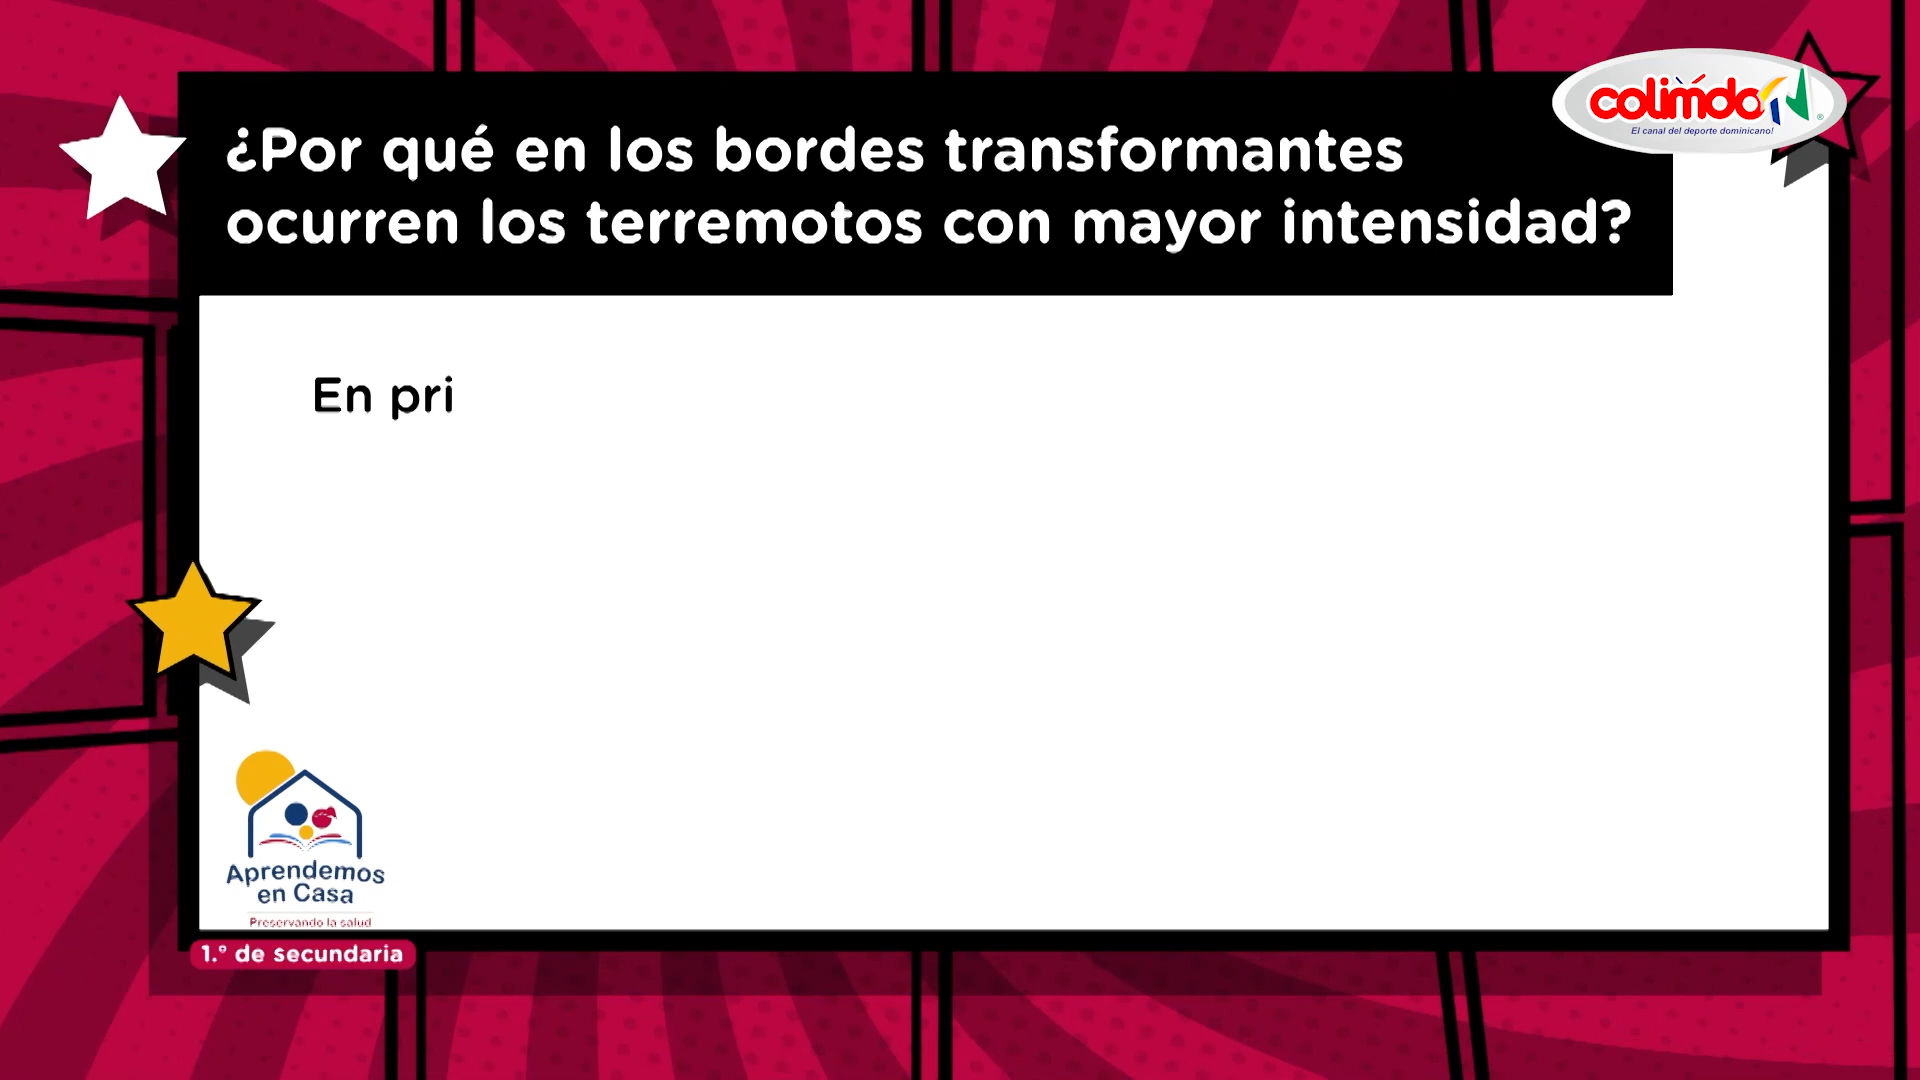 colimdo
El canal del deporte dominicano!
¿Por qué en los bordes transformantes
ocurren los terremotos con mayor intensidad?
En pri
Aprendemos
en Casa
Preservando la salud
1.° de secundaria